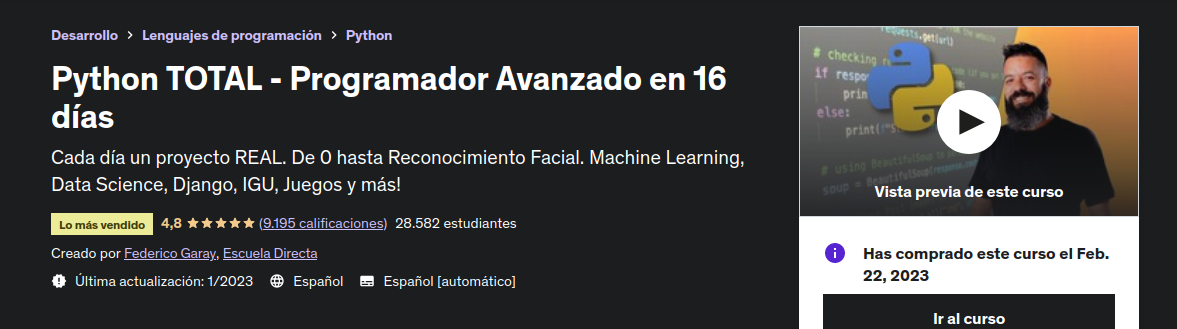 Desarrollo > Lenguajes de programación > Python
Python TOTAL - Programador Avanzado en 16
días
Cada día un proyecto REAL. De 0 hasta Reconocimiento Facial. Machine Learning,
Data Science, Django, IGU, Juegos y más!
Lo más vendido 4,8 (9.195 calificaciones) 28.582 estudiantes
Creado por Federico Garay, Escuela Directa
Última actualización: 1/2023 Español Español [automático]
requests.get(url)
# checking
if respo
prin
else:
print(f"S
# using BeautifulSoup
soup = BeautifulSoup(response.
Vista previa de este curso
Has comprado este curso el Feb.
22, 2023
Ir al curso